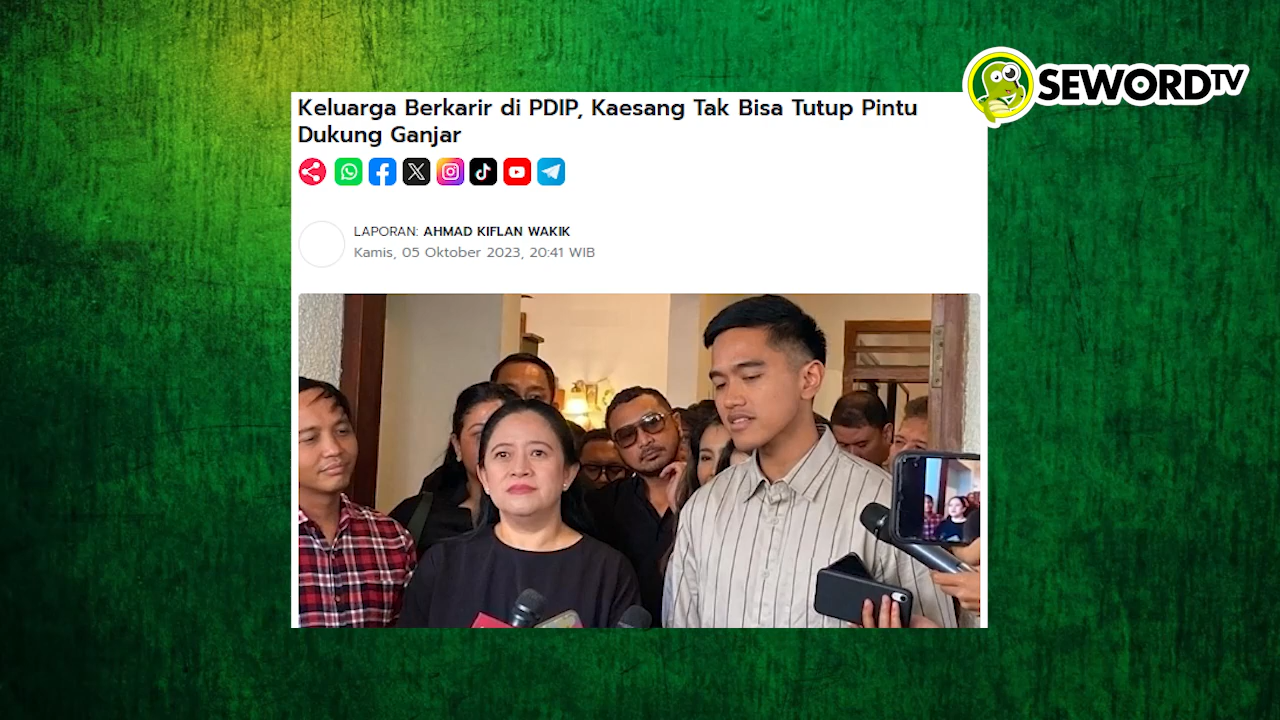 SEWORDTV
Keluarga Berkarir di PDIP, Kaesang Tak Bisa Tutup Pintu
Dukung Ganjar
LAPORAN: AHMAD KIFLAN WAKIK
Kamis, 05 Oktober 2023, 20:41 WIB